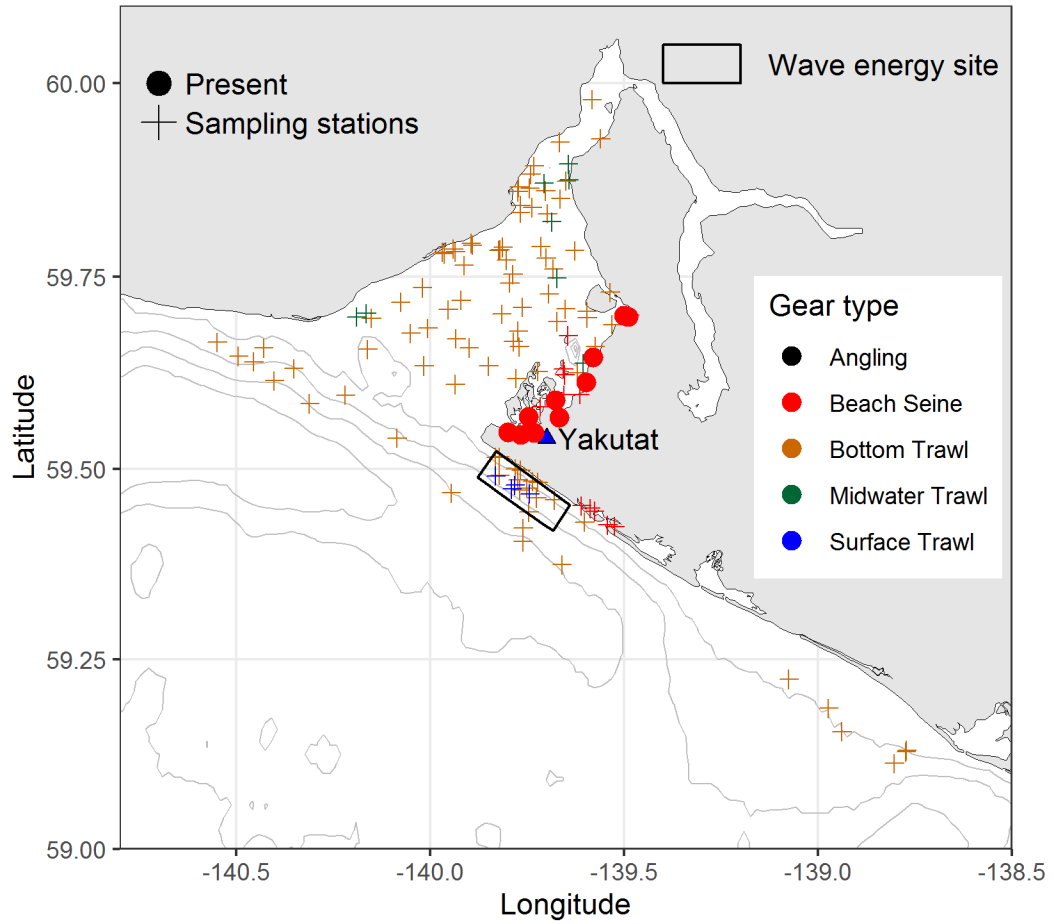 60.00
59.75
59.50
59.25
59.00
Latitude
Present
Sampling stations
Wave energy site
Yakutat
Gear type
Angling
Beach Seine
Bottom Trawl
Midwater Trawl
Surface Trawl
-140.5
-140.0
-139.5
-139.0
-138.5
Longitude